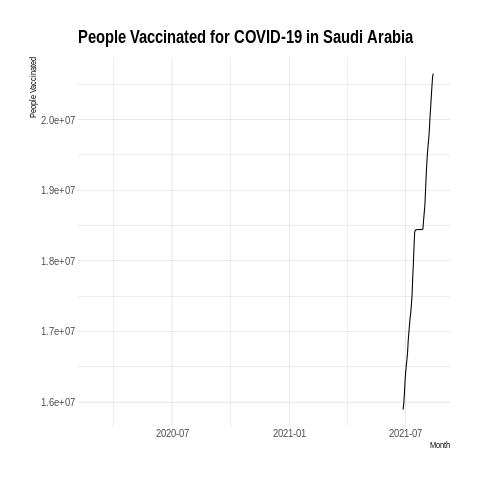 People Vaccinated for COVID-19 in Saudi Arabia
People Vaccinated
2.0e+07
1.9e+07
1.8e+07
1.7e+07
1.6e+07
2020-07
2021-01
2021-07
Month